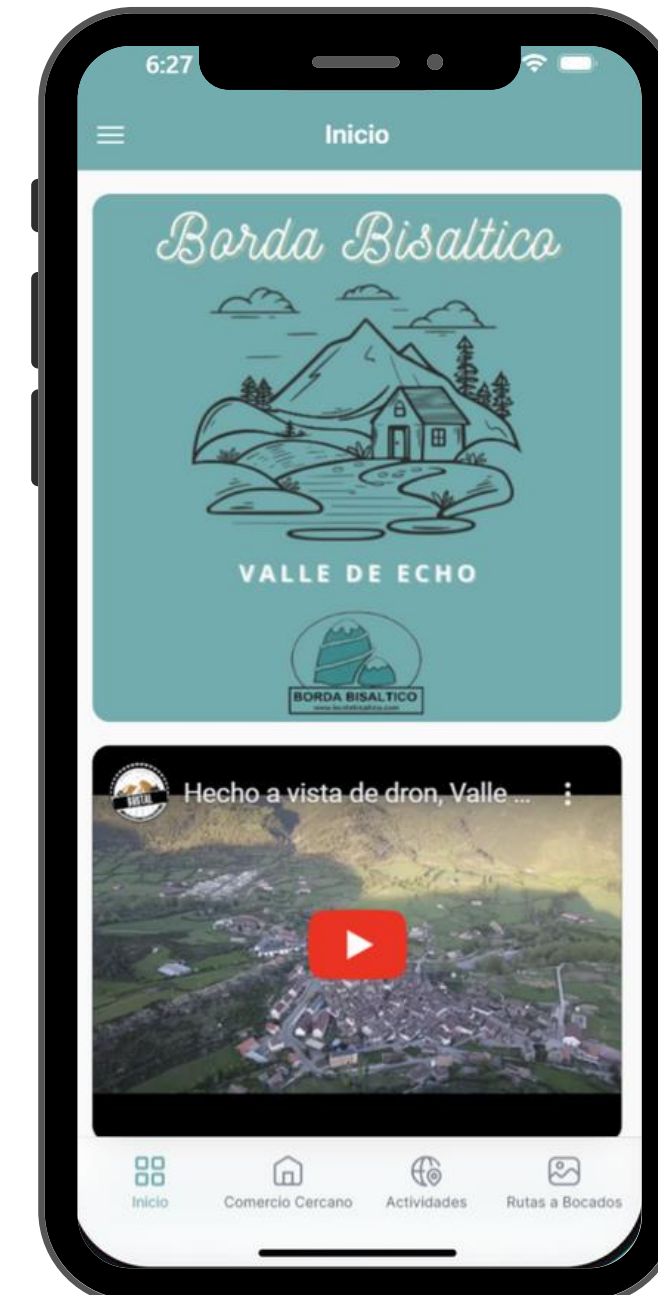 6:27
Inicio
Borda Bisaltico
VALLE DE ECHO
BORDA BISALTICO
Hecho a vista de dron, Valle ...
Inicio
Comercio Cercano
Actividades
Rutas a Bocados